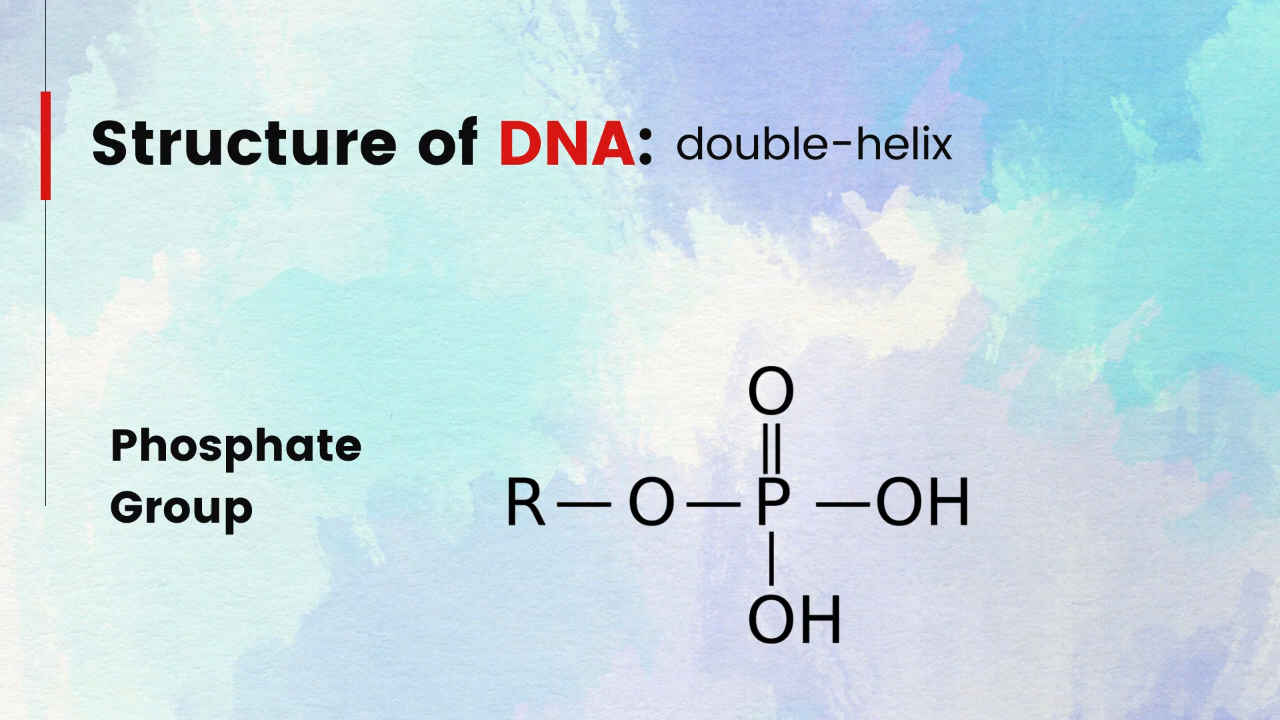 Structure of DNA: double-helix
Phosphate
Group
O
||
R — O — P — OH
|
OH